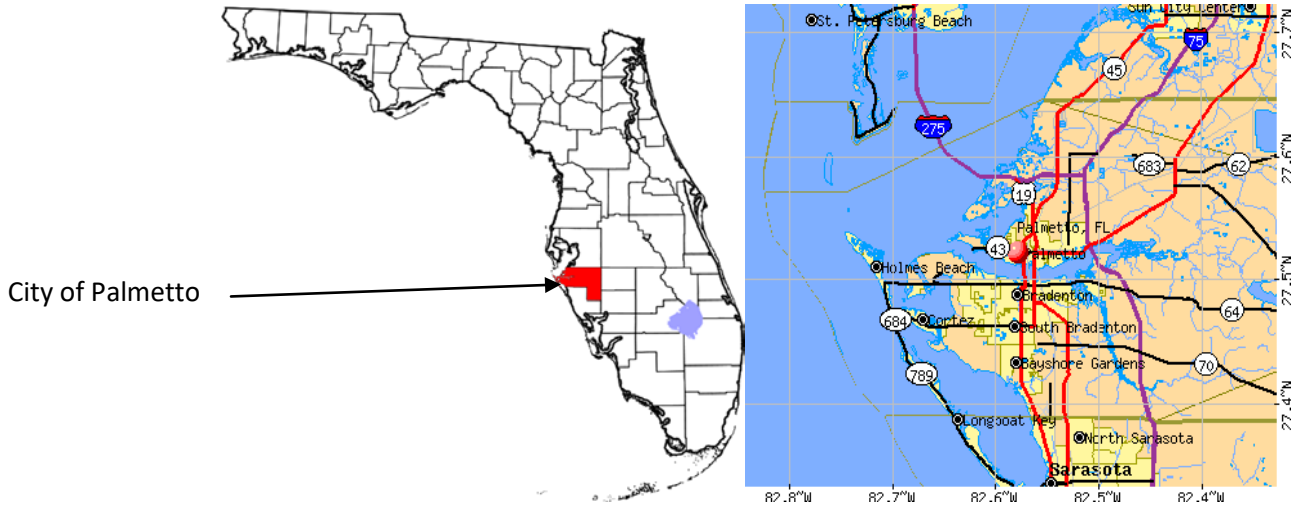 City of Palmetto
St. Petersburg Beach
Sun City Center
75
45
275
683
62
19
Palmetto, FL
43
Palmetto
Holmes Beach
Bradenton
64
684
Cortez
South Bradenton
Bayshore Gardens
70
789
Longboat Key
North Sarasota
Sarasota
27.7°N
27.6°N
27.5°N
27.4°N
82.8°W
82.7°W
82.6°W
82.5°W
82.4°W